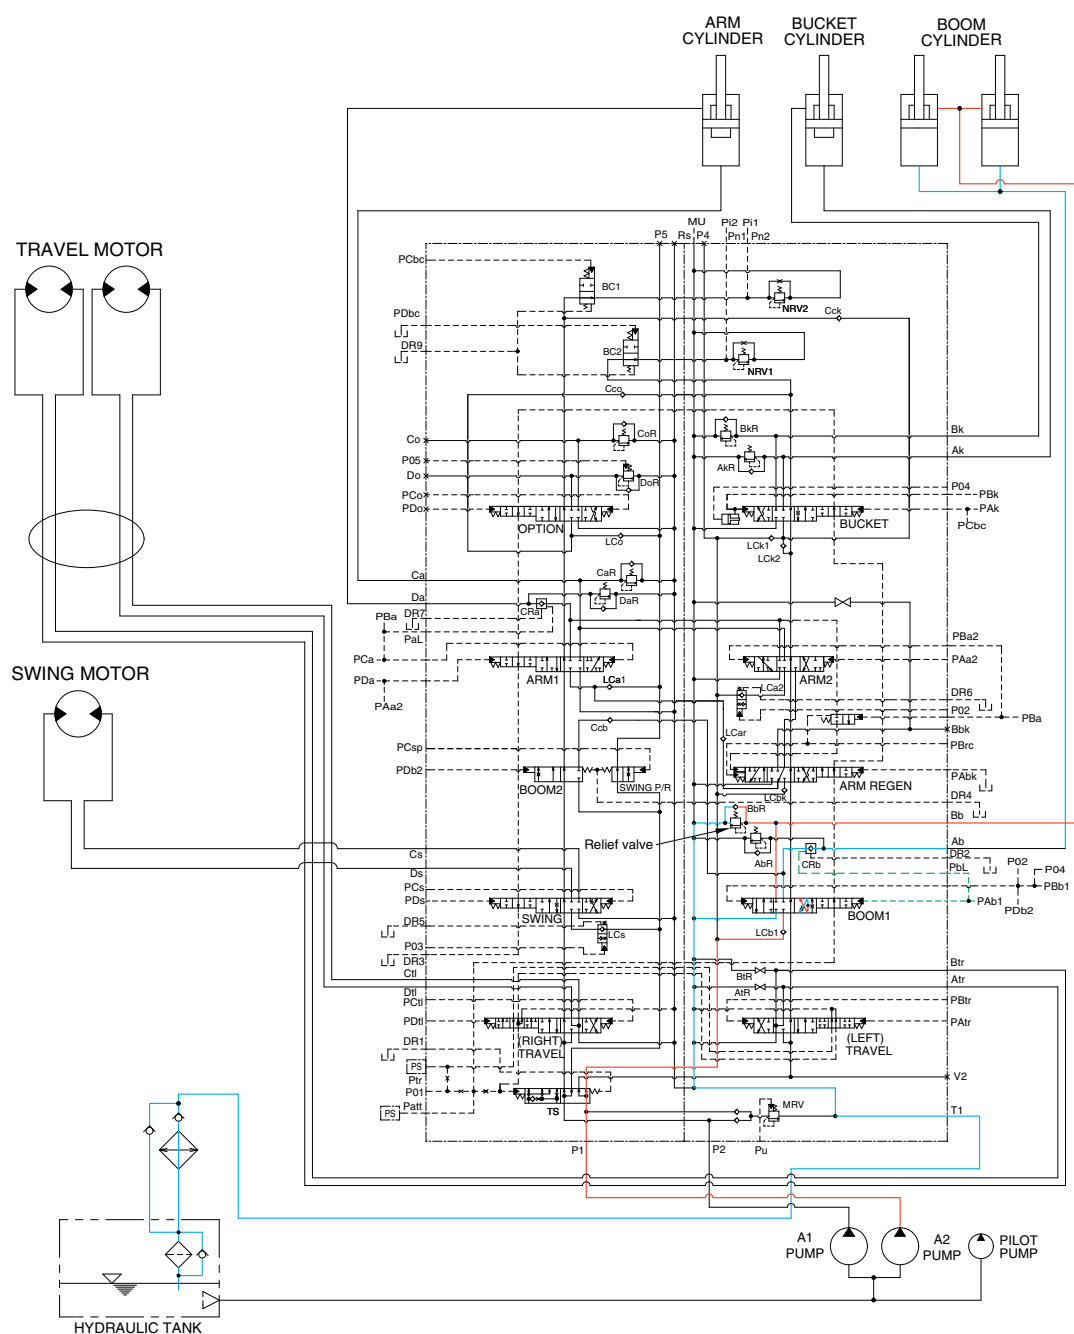 ARM
CYLINDER
BUCKET
CYLINDER
BOOM
CYLINDER
TRAVEL MOTOR
SWING MOTOR
MU
Pi2 Pi1
P5 Rs P4 Pn1 Pn2
PCbc
BC1
NRV2
Cck
PDbc
DR9
BC2
NRV1
Cco
Co
CoR
BkR
Bk
P05
AkR
Ak
Do
DoR
PCo
P04
PBk
PDo
PAk
OPTION
BUCKET
PCbc
LCo
LCk1
LCk2
Ca
CaR
Da
DaR
CRa
DR7
PBa
PaL
PBa2
PCa
PAa2
ARM1
ARM2
PDa
LCa1
LCa2
PAa2
DR6
P02
PBa
Ccb
LCar
Bbk
PCsp
PBrc
PDb2
PAbk
BOOM2
SWING P/R
ARM REGEN
LCbk
DR4
BbR
Bb
Relief valve
Ab
AbR
CRb
DR2
Cs
PbL
P02
P04
Ds
PBb1
PCs
PDs
PAb1
PDb2
SWING
BOOM1
DR5
LCs
LCb1
P03
DR3
Btr
Ctl
BtR
Atr
Dtl
AtR
PCtl
PBtr
PDtl
PAtr
(RIGHT)
TRAVEL
(LEFT)
TRAVEL
DR1
PS
Ptr
V2
P01
Patt
TS
MRV
T1
PS
P1
P2
Pu
A1
PUMP
A2
PUMP
PILOT
PUMP
HYDRAULIC TANK